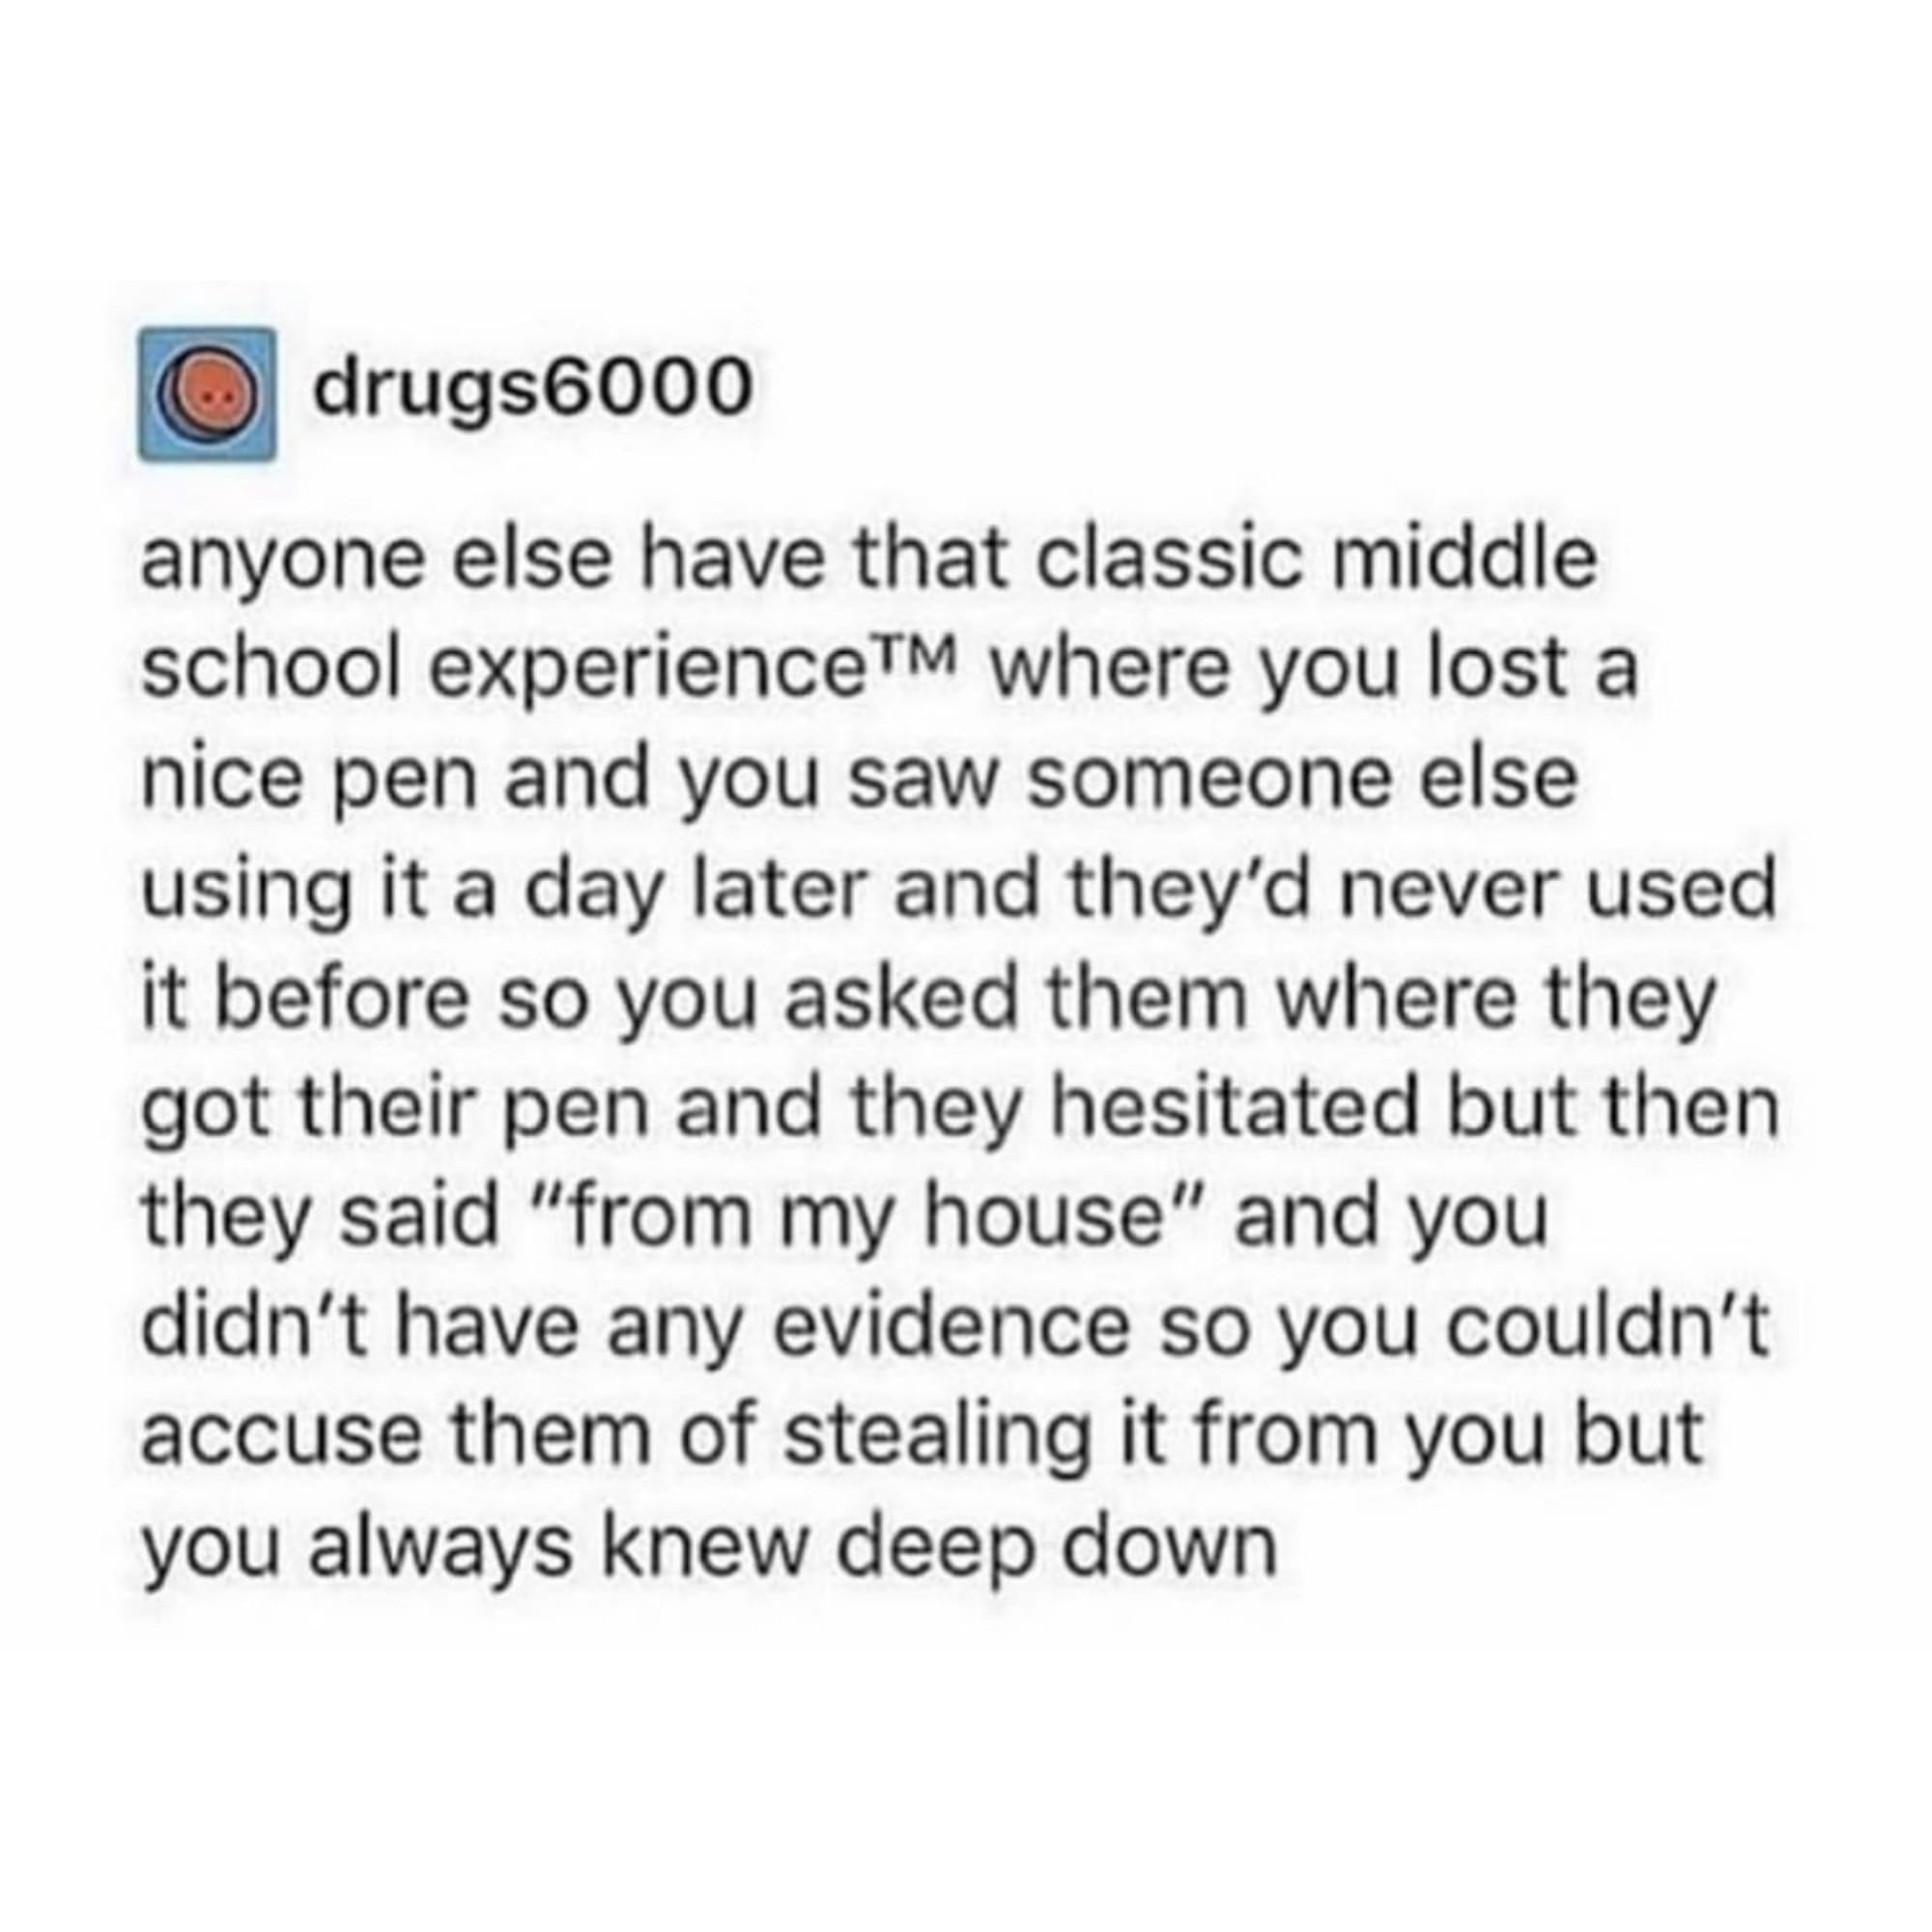 drugs6000
anyone else have that classic middle
school experience™ where you lost a
nice pen and you saw someone else
using it a day later and they’d never used
it before so you asked them where they
got their pen and they hesitated but then
they said “from my house” and you
didn’t have any evidence so you couldn’t
accuse them of stealing it from you but
you always knew deep down